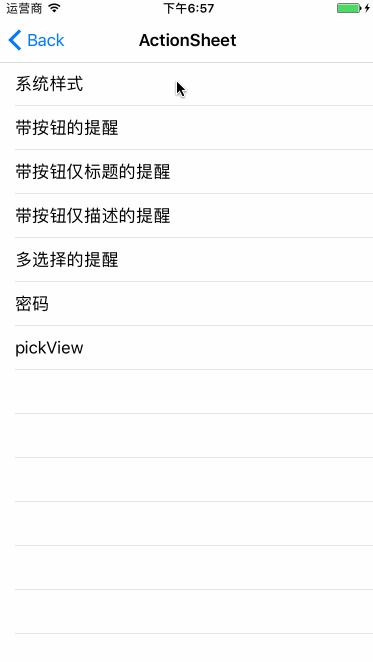 运营商 下午6:57
Back ActionSheet
系统样式
带按钮的提醒
带按钮仅标题的提醒
带按钮仅描述的提醒
多选择的提醒
密码
pickView